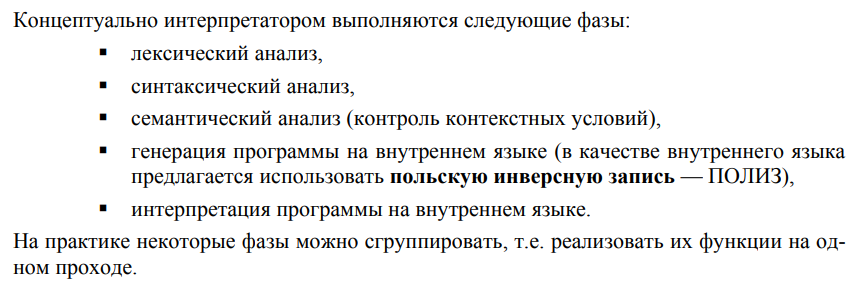 Концептуально интерпретатором выполняются следующие фазы:
▪ лексический анализ,
▪ синтаксический анализ,
▪ семантический анализ (контроль контекстных условий),
▪ генерация программы на внутреннем языке (в качестве внутреннего языка
предлагается использовать польскую инверсную запись — ПОЛИЗ),
▪ интерпретация программы на внутреннем языке.
На практике некоторые фазы можно сгруппировать, т.е. реализовать их функции на од-
ном проходе.